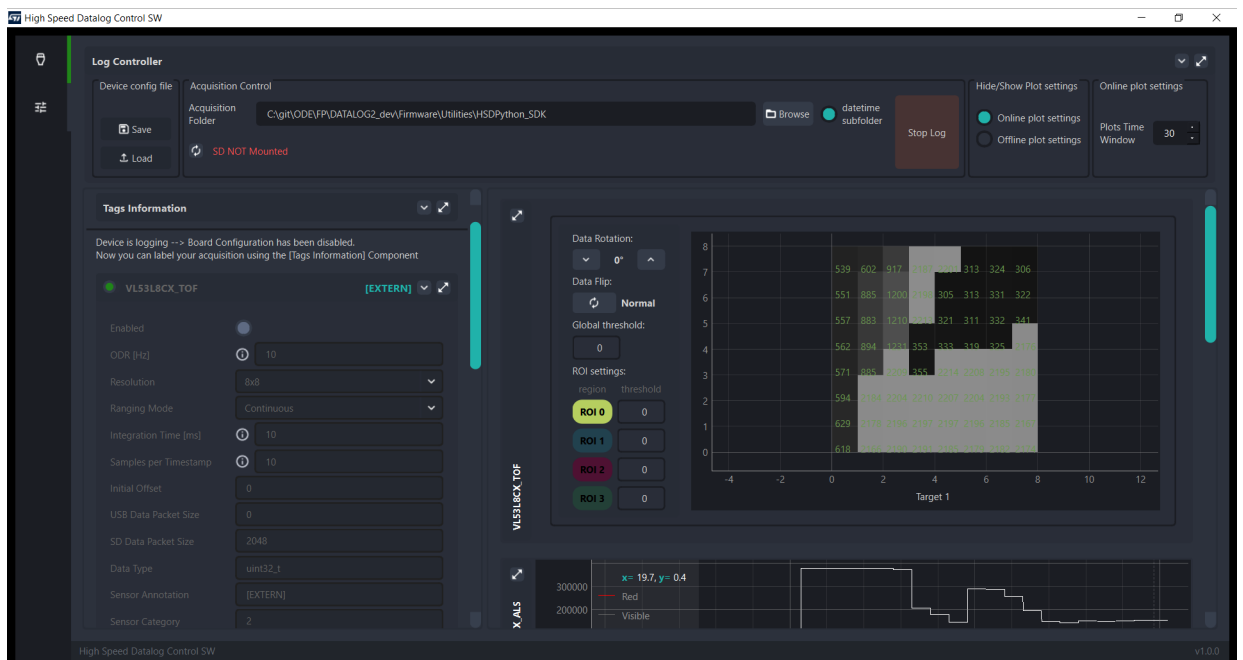 High Speed Datalog Control SW
Log Controller
Device config file
Save
Load
Acquisition Control
Acquisition
Folder
C:\git\ODE\FP\DATALOG2_dev\Firmware\Utilities\HSDPython_SDK
Browse
datetime
subfolder
SD NOT Mounted
Stop Log
Hide/Show Plot settings
Online plot settings
Offline plot settings
Online plot settings
Plots Time
Window
30
Tags Information
Device is logging --> Board Configuration has been disabled.
Now you can label your acquisition using the [Tags Information] Component
VL53L8CX_TOF [EXTERN]
Enabled
ODR [Hz] 10
Resolution 8x8
Ranging Mode Continuous
Integration Time [ms] 10
Samples per Timestamp 10
Initial Offset 0
USB Data Packet Size 0
SD Data Packet Size 2048
Data Type uint32_t
Sensor Annotation [EXTERN]
Sensor Category 2
VL53L8CX_TOF
Data Rotation:
0°
Data Flip:
Normal
Global threshold:
0
ROI settings:
region threshold
ROI 0 0
ROI 1 0
ROI 2 0
ROI 3 0
8
7
6
5
4
3
2
1
0
539 602 917 313 324 306
551 885 1200 305 313 331 322
557 883 1210 321 311 332 341
562 894 1231 353 333 319 325
571 885 355
594
629
618
-4 -2 0 2 4 6 8 10 12
Target 1
X_ALS
300000
200000
x= 19.7, y= 0.4
Red
Visible
High Speed Datalog Control SW
v1.0.0